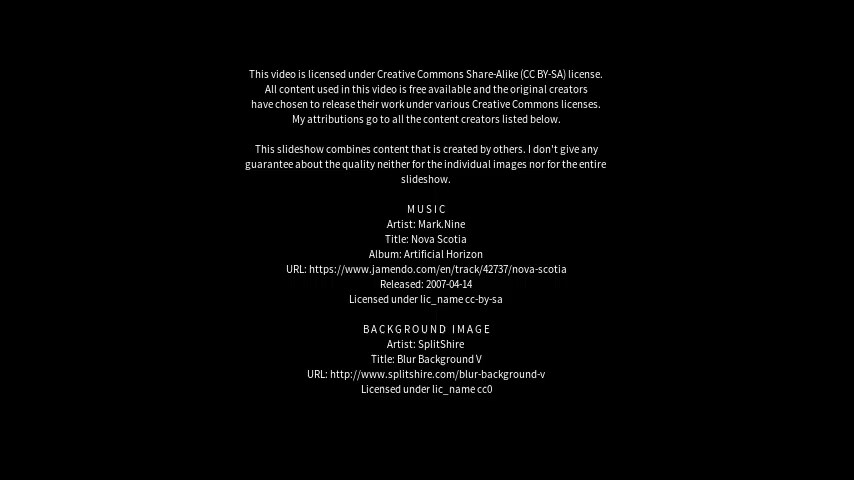 This video is licensed under Creative Commons Share-Alike (CC BY-SA) license.
All content used in this video is free available and the original creators
have chosen to release their work under various Creative Commons licenses.
My attributions go to all the content creators listed below.
This slideshow combines content that is created by others. I don't give any
guarantee about the quality neither for the individual images nor for the entire
slideshow.
MUSIC
Artist: Mark.Nine
Title: Nova Scotia
Album: Artificial Horizon
URL: https://www.jamendo.com/en/track/42737/nova-scotia
Released: 2007-04-14
Licensed under lic_name cc-by-sa
BACKGROUND IMAGE
Artist: SplitShire
Title: Blur Background V
URL: http://www.splitshire.com/blur-background-v
Licensed under lic_name cc0